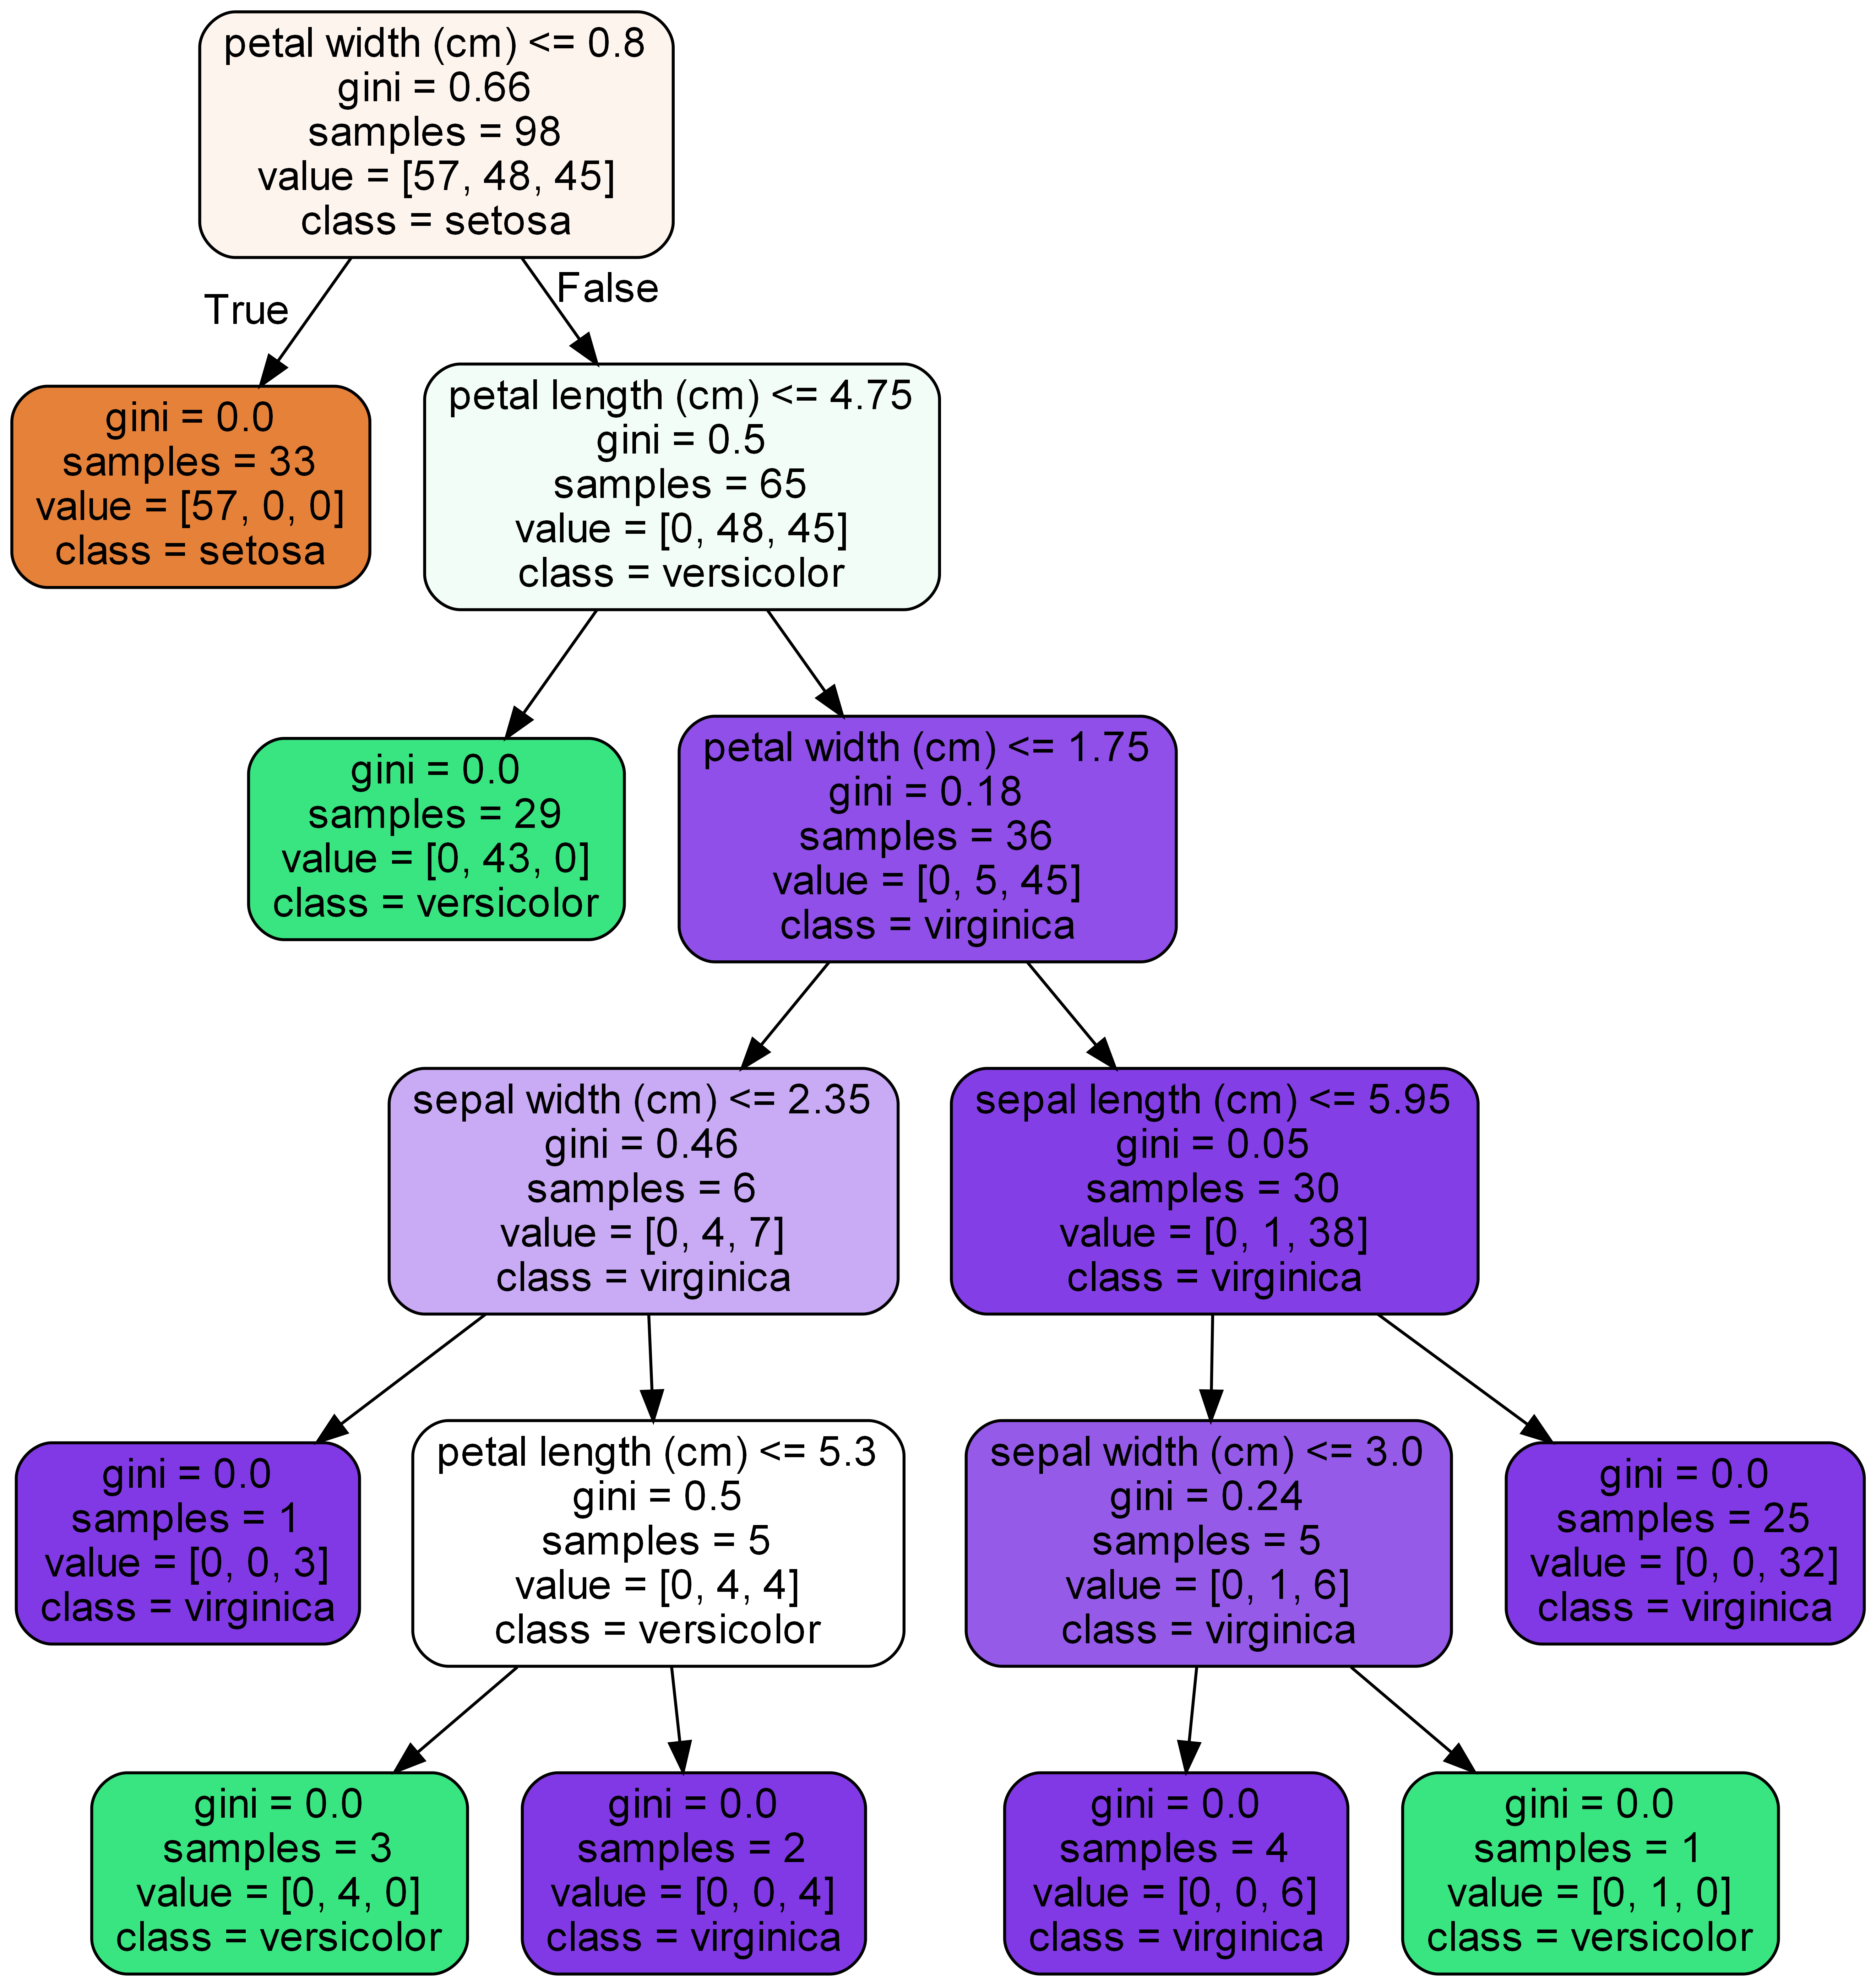 petal width (cm) <= 0.8
gini = 0.66
samples = 98
value = [57, 48, 45]
class = setosa
True
False
gini = 0.0
samples = 33
value = [57, 0, 0]
class = setosa
petal length (cm) <= 4.75
gini = 0.5
samples = 65
value = [0, 48, 45]
class = versicolor
gini = 0.0
samples = 29
value = [0, 43, 0]
class = versicolor
petal width (cm) <= 1.75
gini = 0.18
samples = 36
value = [0, 5, 45]
class = virginica
sepal width (cm) <= 2.35
gini = 0.46
samples = 6
value = [0, 4, 7]
class = virginica
sepal length (cm) <= 5.95
gini = 0.05
samples = 30
value = [0, 1, 38]
class = virginica
gini = 0.0
samples = 1
value = [0, 0, 3]
class = virginica
petal length (cm) <= 5.3
gini = 0.5
samples = 5
value = [0, 4, 4]
class = versicolor
sepal width (cm) <= 3.0
gini = 0.24
samples = 5
value = [0, 1, 6]
class = virginica
gini = 0.0
samples = 25
value = [0, 0, 32]
class = virginica
gini = 0.0
samples = 3
value = [0, 4, 0]
class = versicolor
gini = 0.0
samples = 2
value = [0, 0, 4]
class = virginica
gini = 0.0
samples = 4
value = [0, 0, 6]
class = virginica
gini = 0.0
samples = 1
value = [0, 1, 0]
class = versicolor